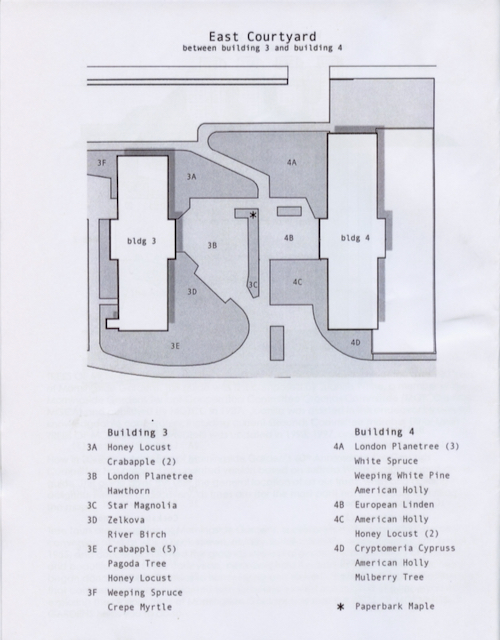 East Courtyard
between building 3 and building 4
3F
3A
4A
bldg 3
3B
*
4B
bldg 4
3D
3C
4C
3E
4D
Building 3
3A Honey Locust
Crabapple (2)
3B London Planetree
Hawthorn
3C Star Magnolia
3D Zelkova
River Birch
3E Crabapple (5)
Pagoda Tree
Honey Locust
3F Weeping Spruce
Crepe Myrtle
Building 4
4A London Planetree (3)
White Spruce
Weeping White Pine
American Holly
4B European Linden
4C American Holly
Honey Locust (2)
4D Cryptomeria Cypruss
American Holly
Mulberry Tree
* Paperbark Maple